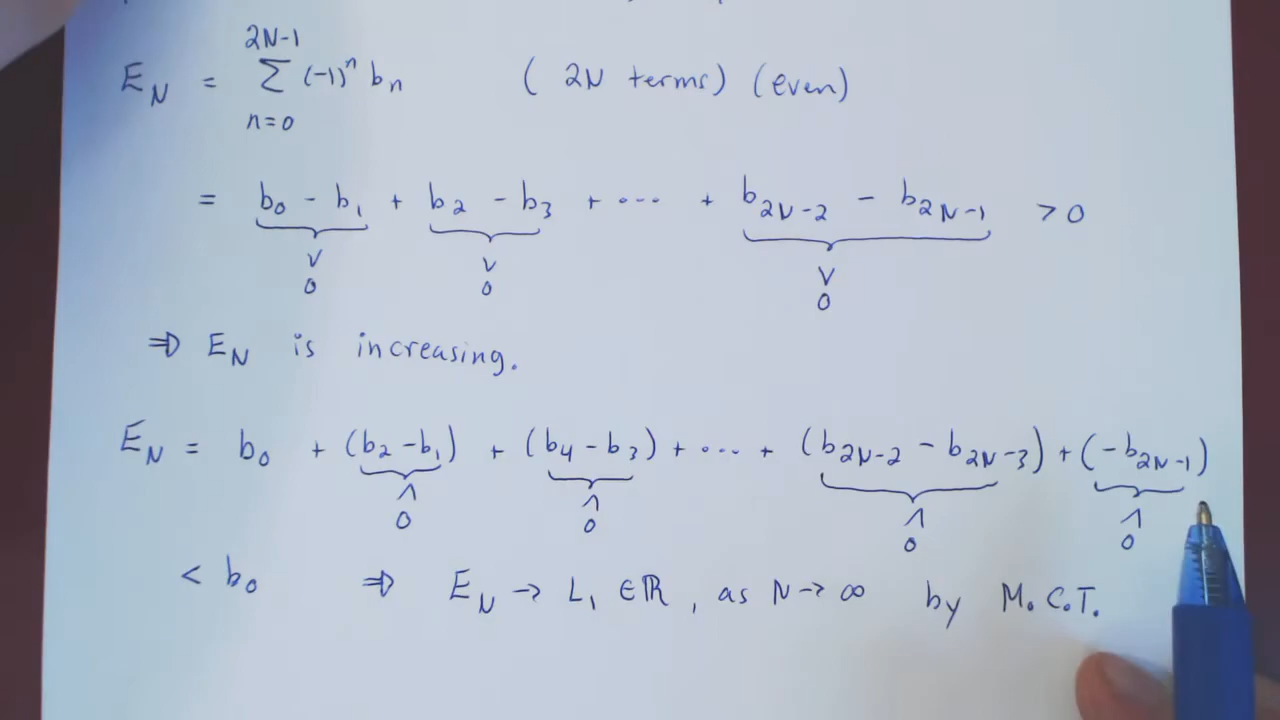 2N-1
E_N = Σ (-1)^n b_n (2N terms) (even)
n=0
= b_0 - b_1 + b_2 - b_3 + ··· + b_{2N-2} - b_{2N-1} > 0
∨ ∨ ∨
0 0 0
⇒ E_N is increasing.
E_N = b_0 + (b_2 - b_1) + (b_4 - b_3) + ··· + (b_{2N-2} - b_{2N-3}) + (-b_{2N-1})
∧ ∧ ∧ ∧
0 0 0 0
< b_0 ⇒ E_N → L_1 ∈ ℝ, as N → ∞ by M.C.T.